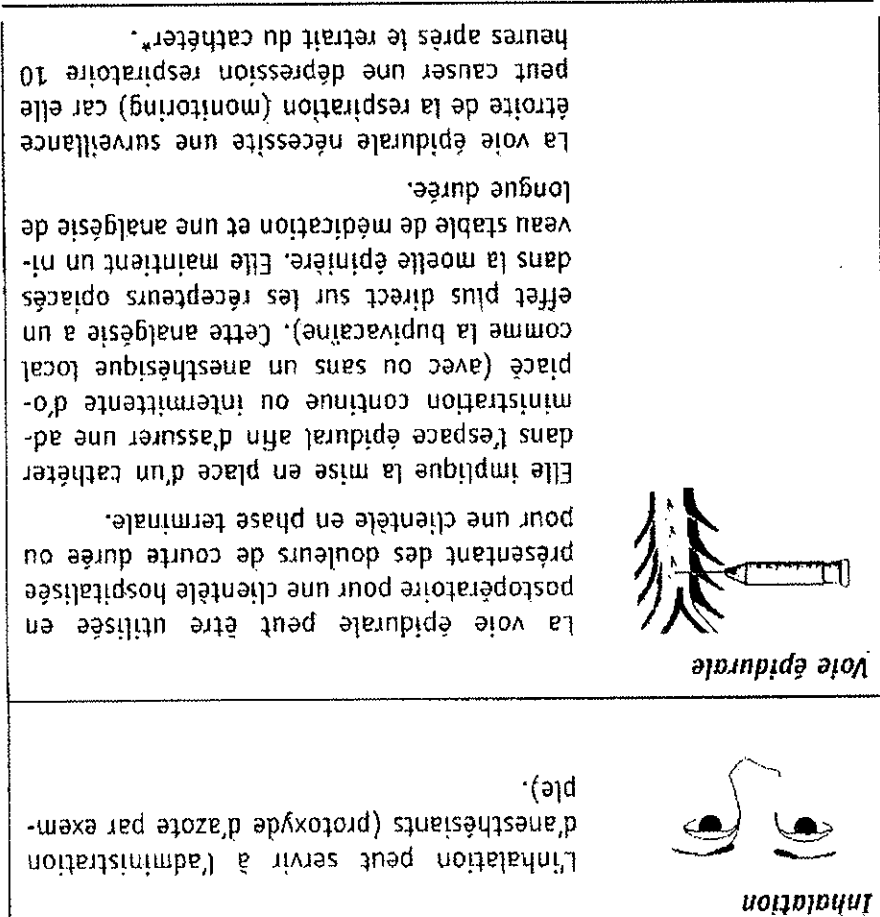 Inhalation
L'inhalation peut servir à l'administration
d'anesthésiants (protoxyde d'azote par exem-
ple).
Voie épidurale
La voie épidurale peut être utilisée en
postopératoire pour une clientèle hospitalisée
présentant des douleurs de courte durée ou
pour une clientèle en phase terminale.
Elle implique la mise en place d'un cathéter
dans l'espace épidural afin d'assurer une ad-
ministration continue ou intermittente d'o-
piacé (avec ou sans un anesthésique local
comme la bupivacaïne). Cette analgésie a un
effet plus direct sur les récepteurs opiacés
dans la moelle épinière. Elle maintient un ni-
veau stable de médication et une analgésie de
longue durée.
La voie épidurale nécessite une surveillance
étroite de la respiration (monitoring) car elle
peut causer une dépression respiratoire 10
heures après le retrait du cathéter*.